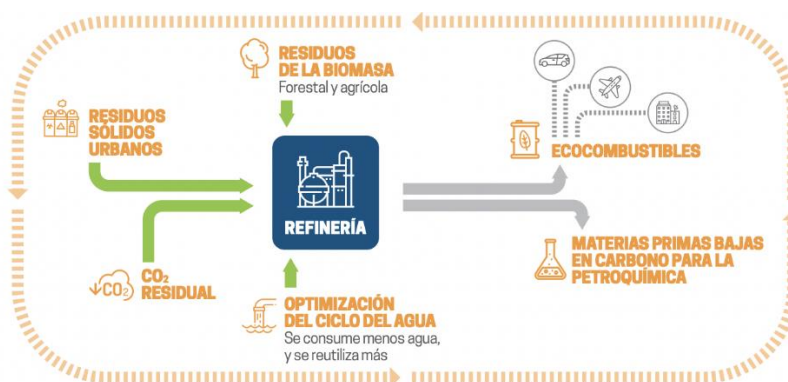 RESIDUOS
DE LA BIOMASA
Forestal y agrícola
RESIDUOS
SÓLIDOS
URBANOS
REFINERÍA
ECOCOMBUSTIBLES
MATERIAS PRIMAS BAJAS
EN CARBONO PARA LA
PETROQUÍMICA
CO₂
CO₂
RESIDUAL
OPTIMIZACIÓN
DEL CICLO DEL AGUA
Se consume menos agua,
y se reutiliza más